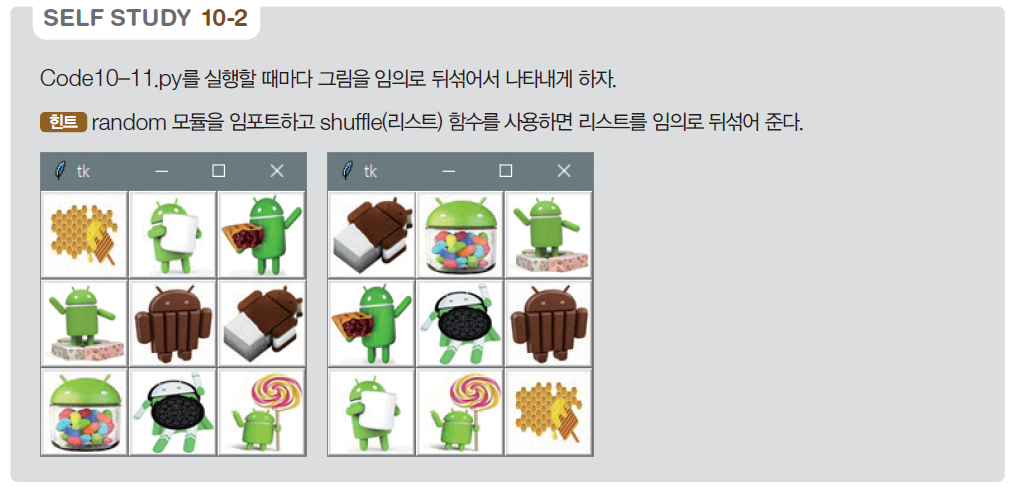 SELF STUDY 10-2
Code10–11.py를 실행할 때마다 그림을 임의로 뒤섞어서 나타내게 하자.
힌트 random 모듈을 임포트하고 shuffle(리스트) 함수를 사용하면 리스트를 임의로 뒤섞어 준다.
tk
tk